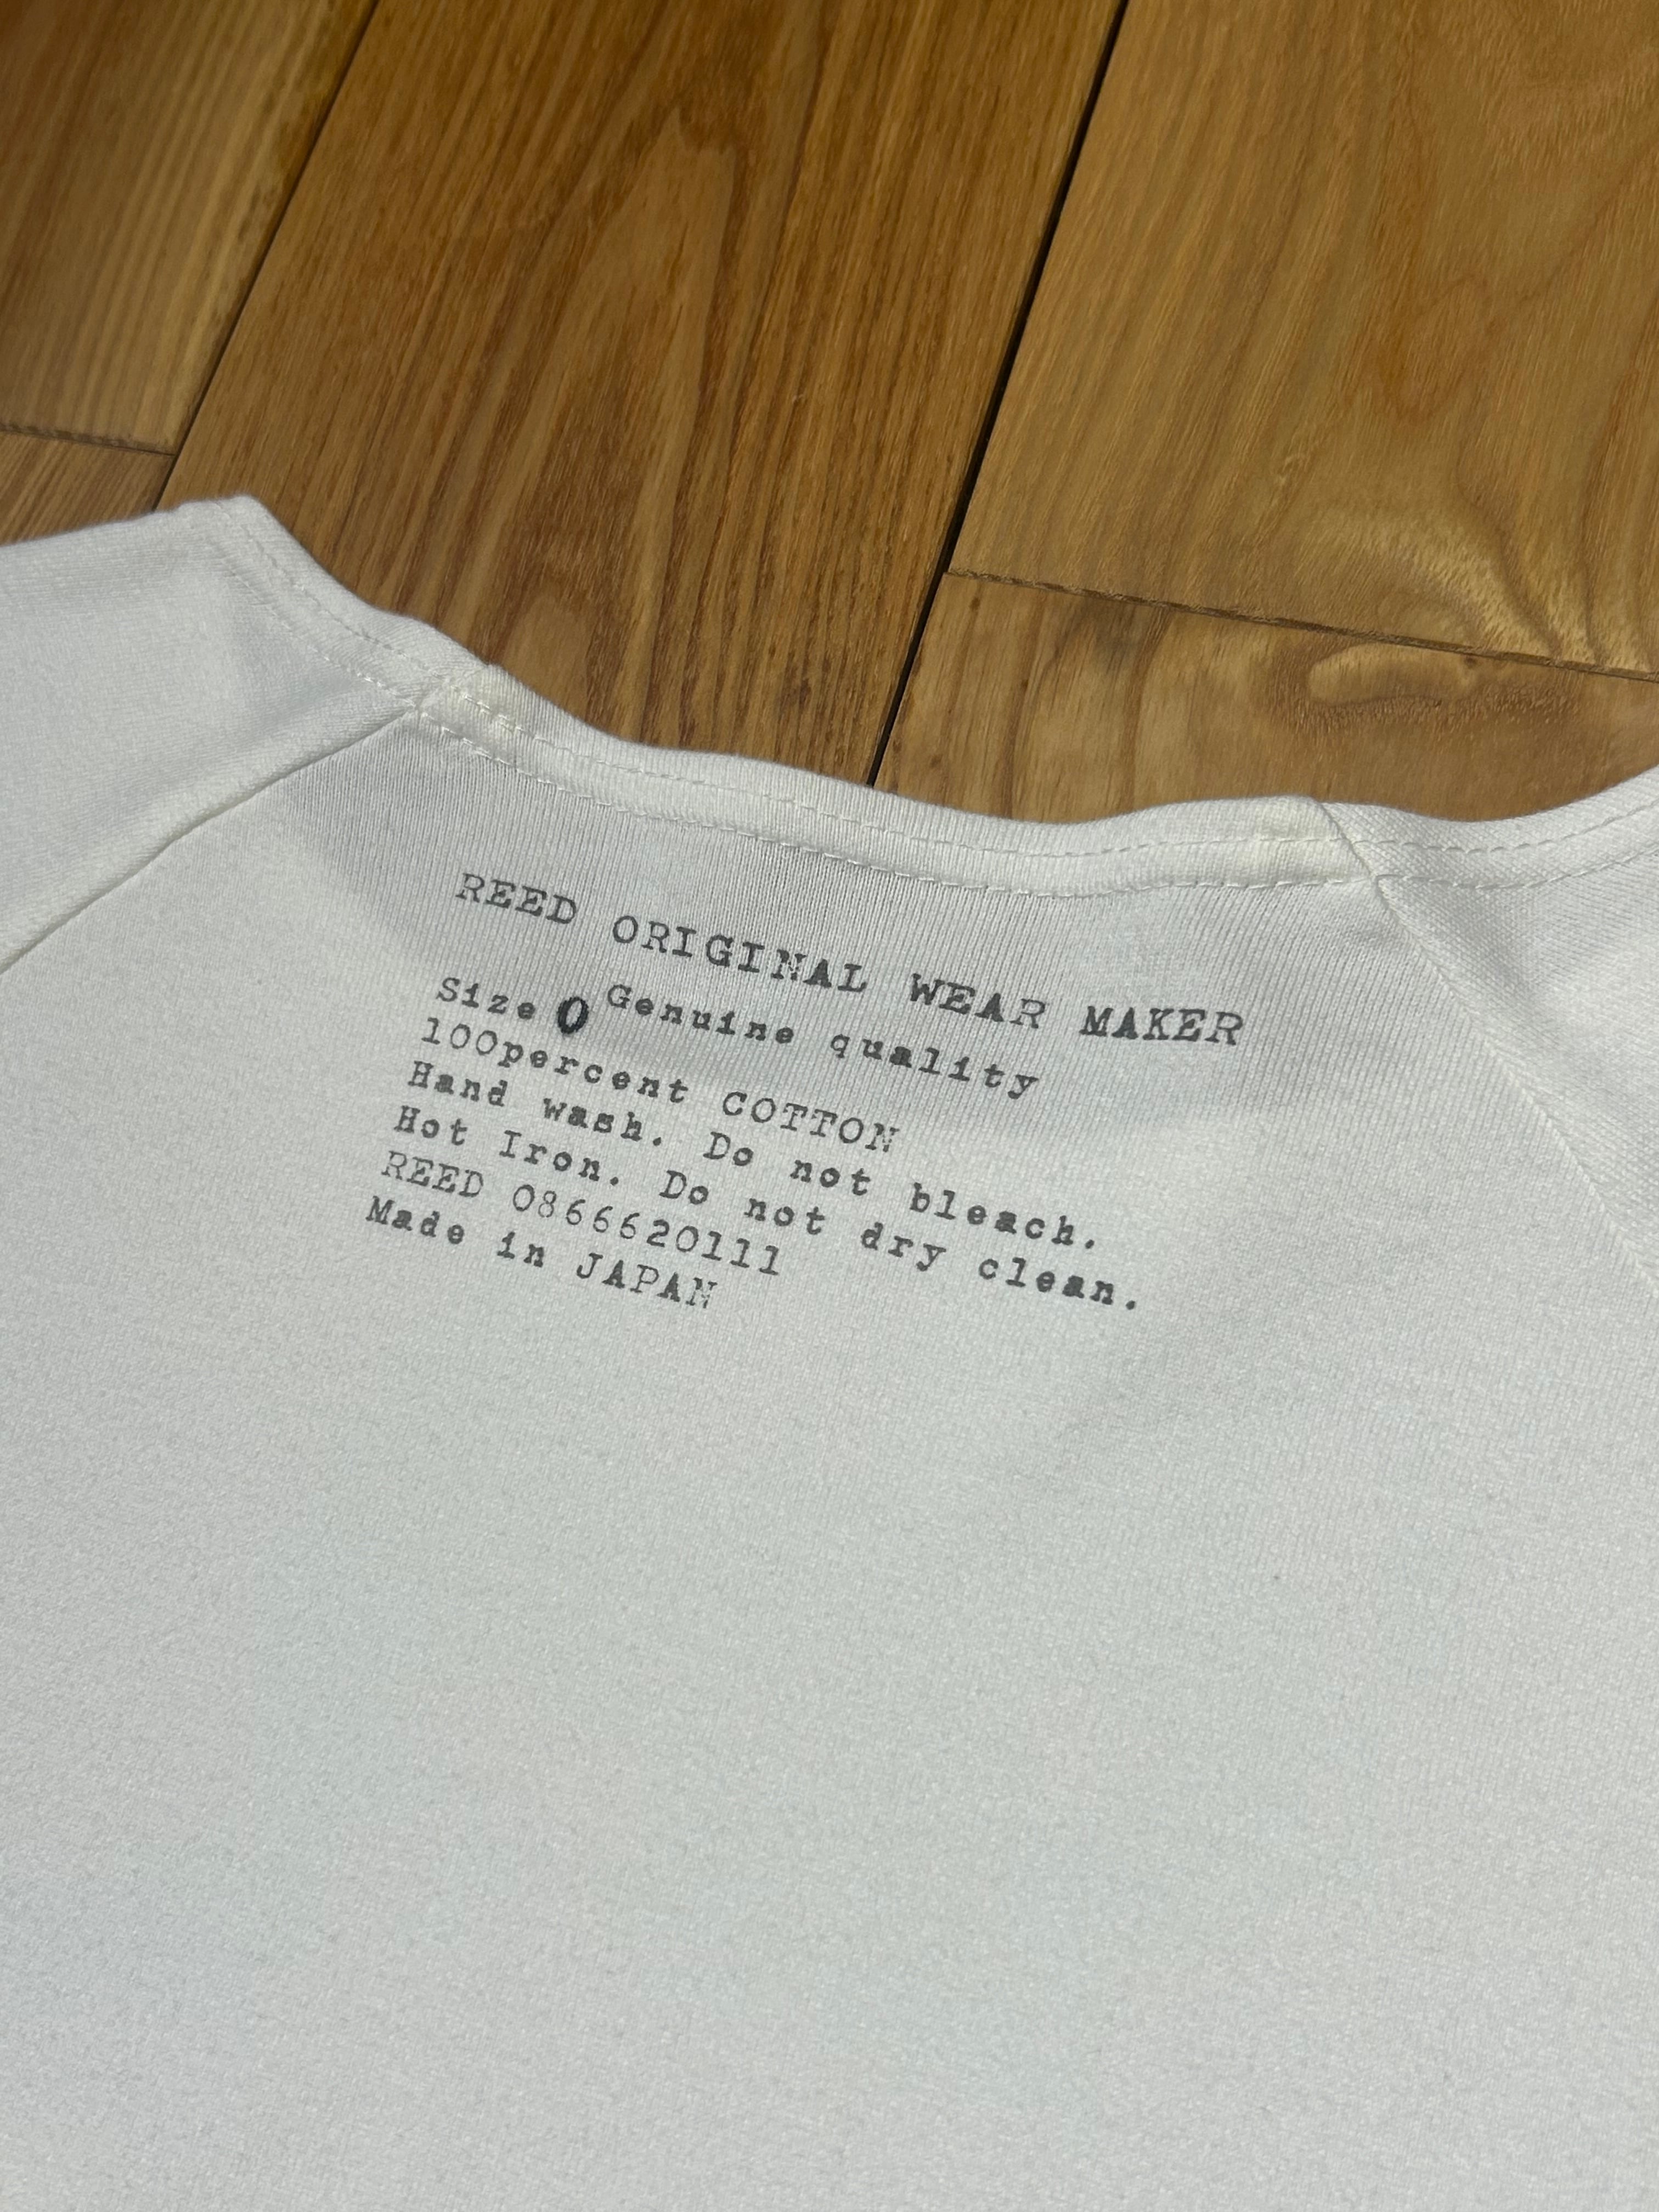 REED ORIGINAL WEAR MAKER
Size 0 Genuine quality
100percent COTTON
Hand wash. Do not bleach.
Hot Iron. Do not dry clean.
REED 0866620111
Made in JAPAN